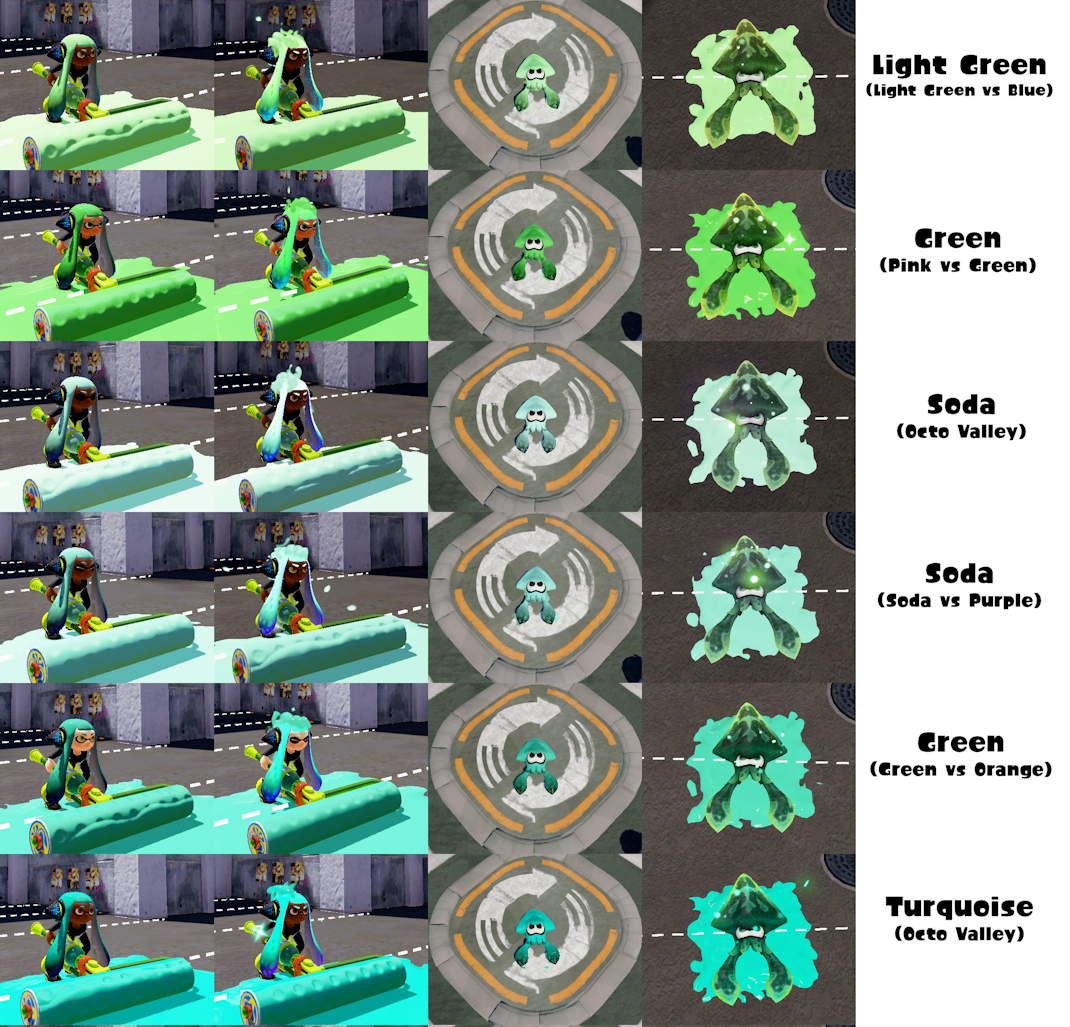 Light Green
(Light Green vs Blue)
Green
(Pink vs Green)
Soda
(Octo Valley)
Soda
(Soda vs Purple)
Green
(Green vs Orange)
Turquoise
(Octo Valley)